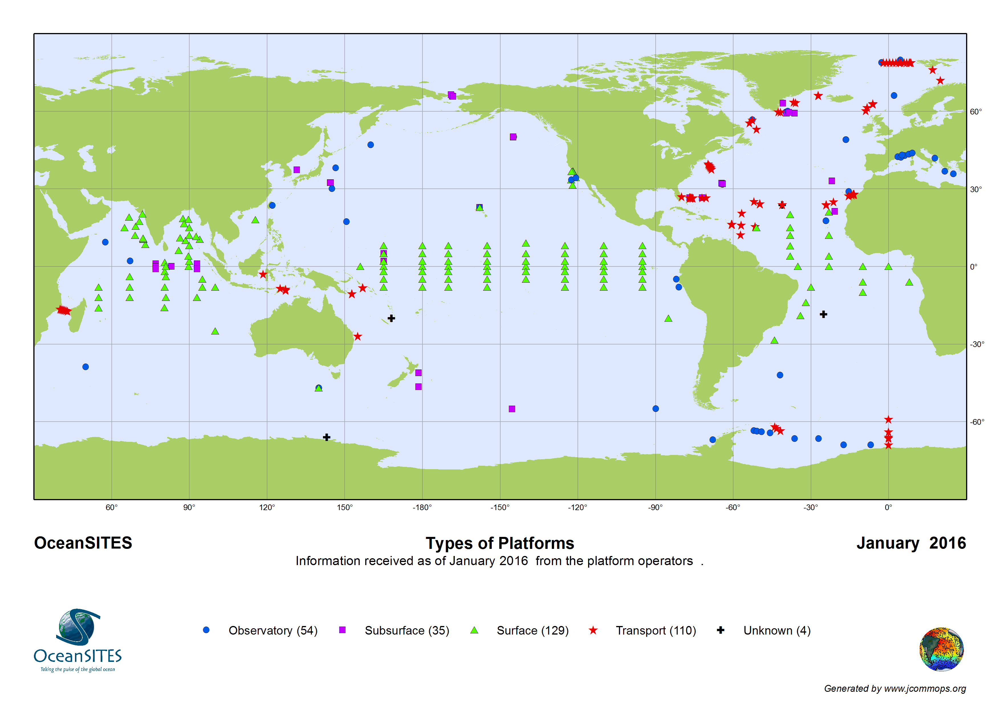 60°
30°
0°
-30°
-60°
60° 90° 120° 150° -180° -150° -120° -90° -60° -30° 0°
OceanSITES Types of Platforms January 2016
Information received as of January 2016 from the platform operators .
Observatory (54) Subsurface (35) Surface (129) Transport (110) Unknown (4)
OceanSITES
Taking the pulse of the global ocean
Generated by www.jcommops.org